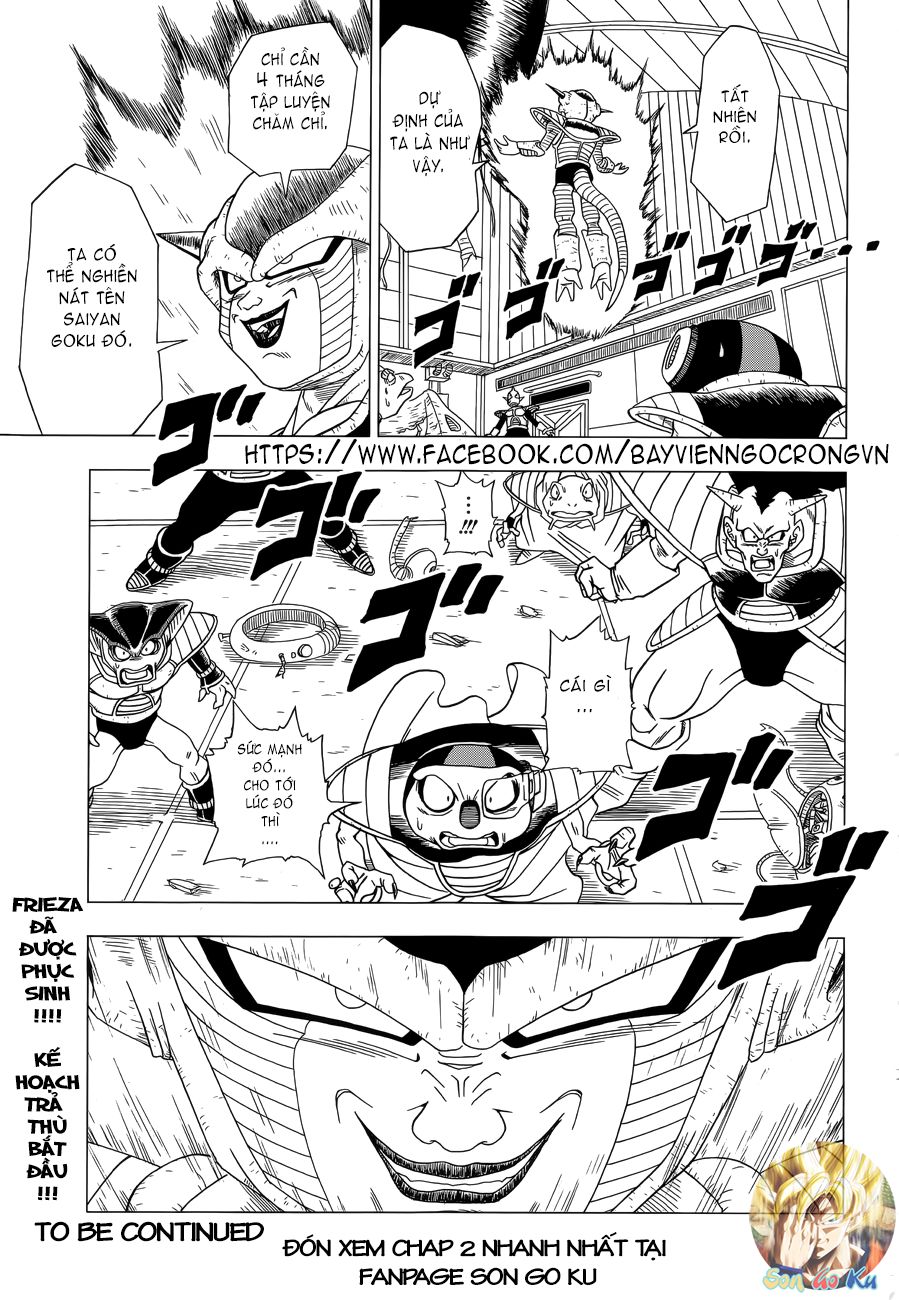 TẤT
NHIÊN
RỒI.
DỰ
ĐỊNH CỦA
TA LÀ NHƯ
VẬY.
ゴゴゴゴゴ...
CHỈ CẦN
4 THÁNG
TẬP LUYỆN
CHĂM CHỈ,
TA CÓ
THỂ NGHIỀN
NÁT TÊN
SAIYAN
GOKU ĐÓ.
ゴ
HTTPS://WWW.FACEBOOK.COM/BAYVIENNGOCRONGVN
...
!!!
CÁI GÌ
...
SỨC MẠNH
ĐÓ...
CHO TỚI
LÚC ĐÓ
THÌ
....
ゴ
ゴ
ゴ
ゴ
FRIEZA
ĐÃ
ĐƯỢC
PHỤC
SINH
!!!!
KẾ
HOẠCH
TRẢ
THÙ
BẮT
ĐẦU
!!!
TO BE CONTINUED
ĐÓN XEM CHAP 2 NHANH NHẤT TẠI
FANPAGE SON GO KU
Son Go Ku